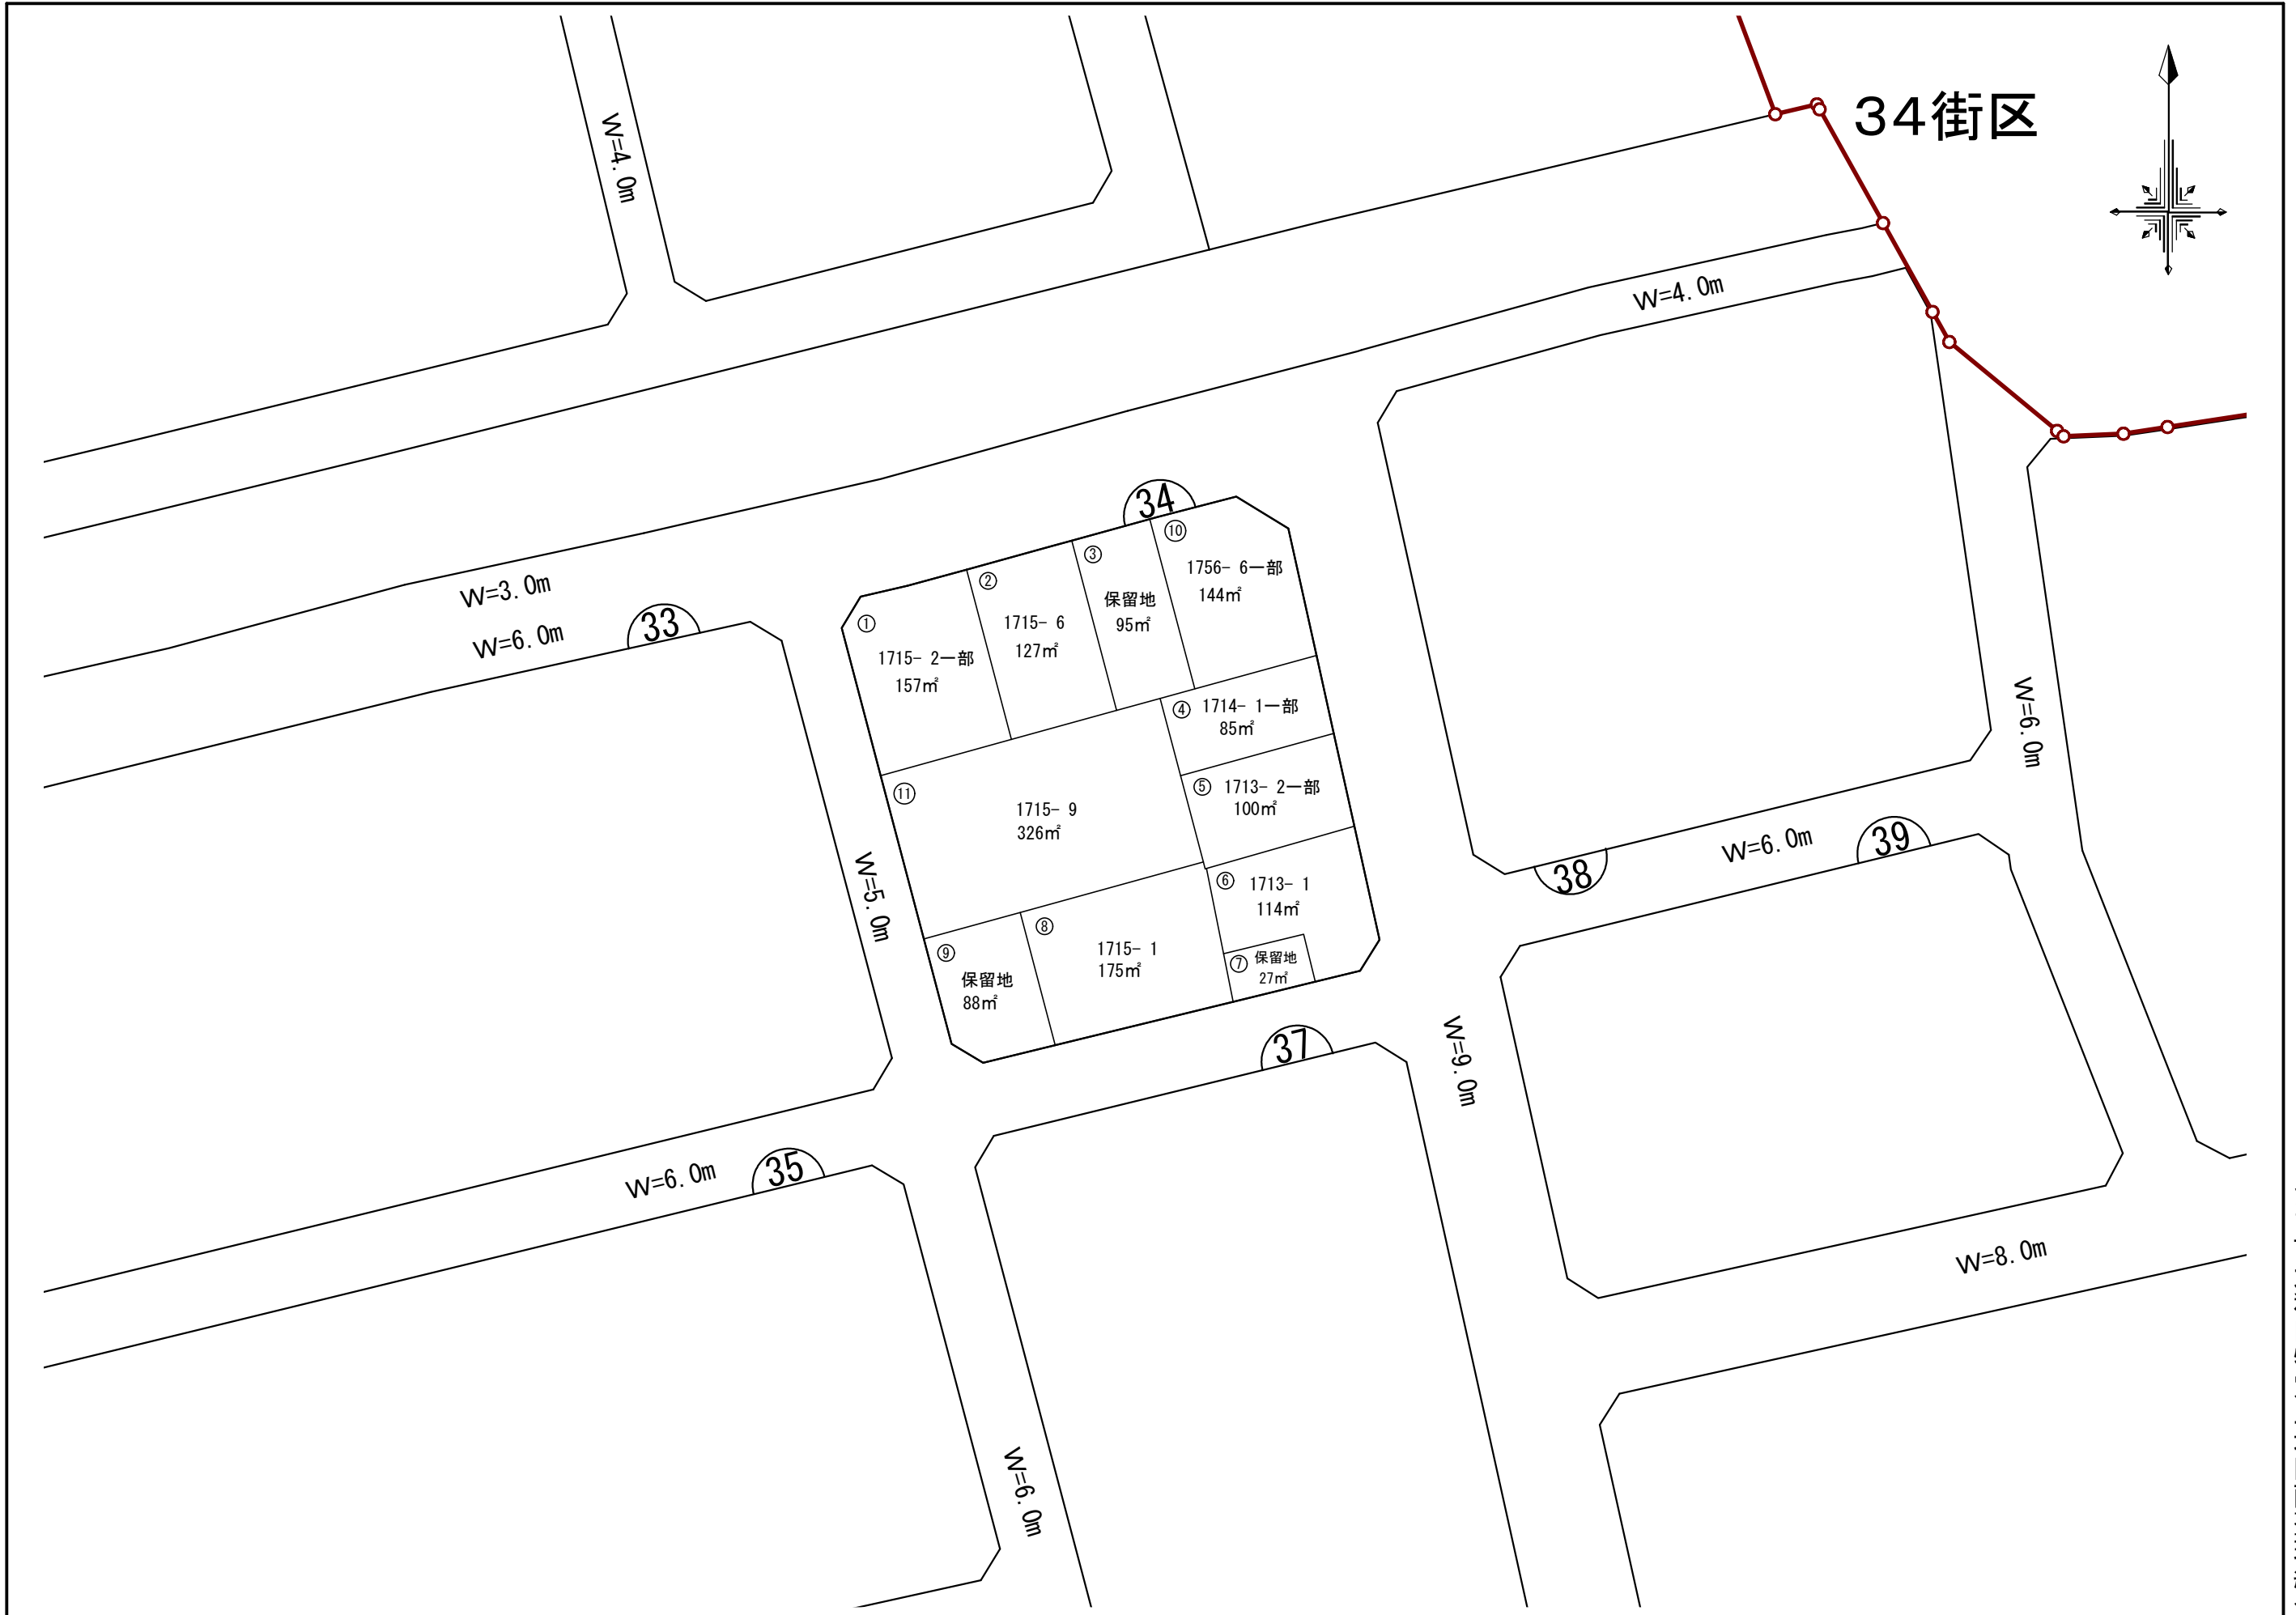 34街区
W=4. 0m
W=4. 0m
W=3. 0m
W=6. 0m
33
34
①
1715- 2一部
157㎡
②
1715- 6
127㎡
③
保留地
95㎡
⑩
1756- 6一部
144㎡
④ 1714- 1一部
85㎡
⑤ 1713- 2一部
100㎡
⑪
1715- 9
326㎡
⑥ 1713- 1
114㎡
⑦ 保留地
27㎡
⑧
1715- 1
175㎡
⑨
保留地
88㎡
W=5. 0m
W=6. 0m
W=6. 0m
38
39
37
W=9. 0m
35
W=6. 0m
W=8. 0m
W=6. 0m